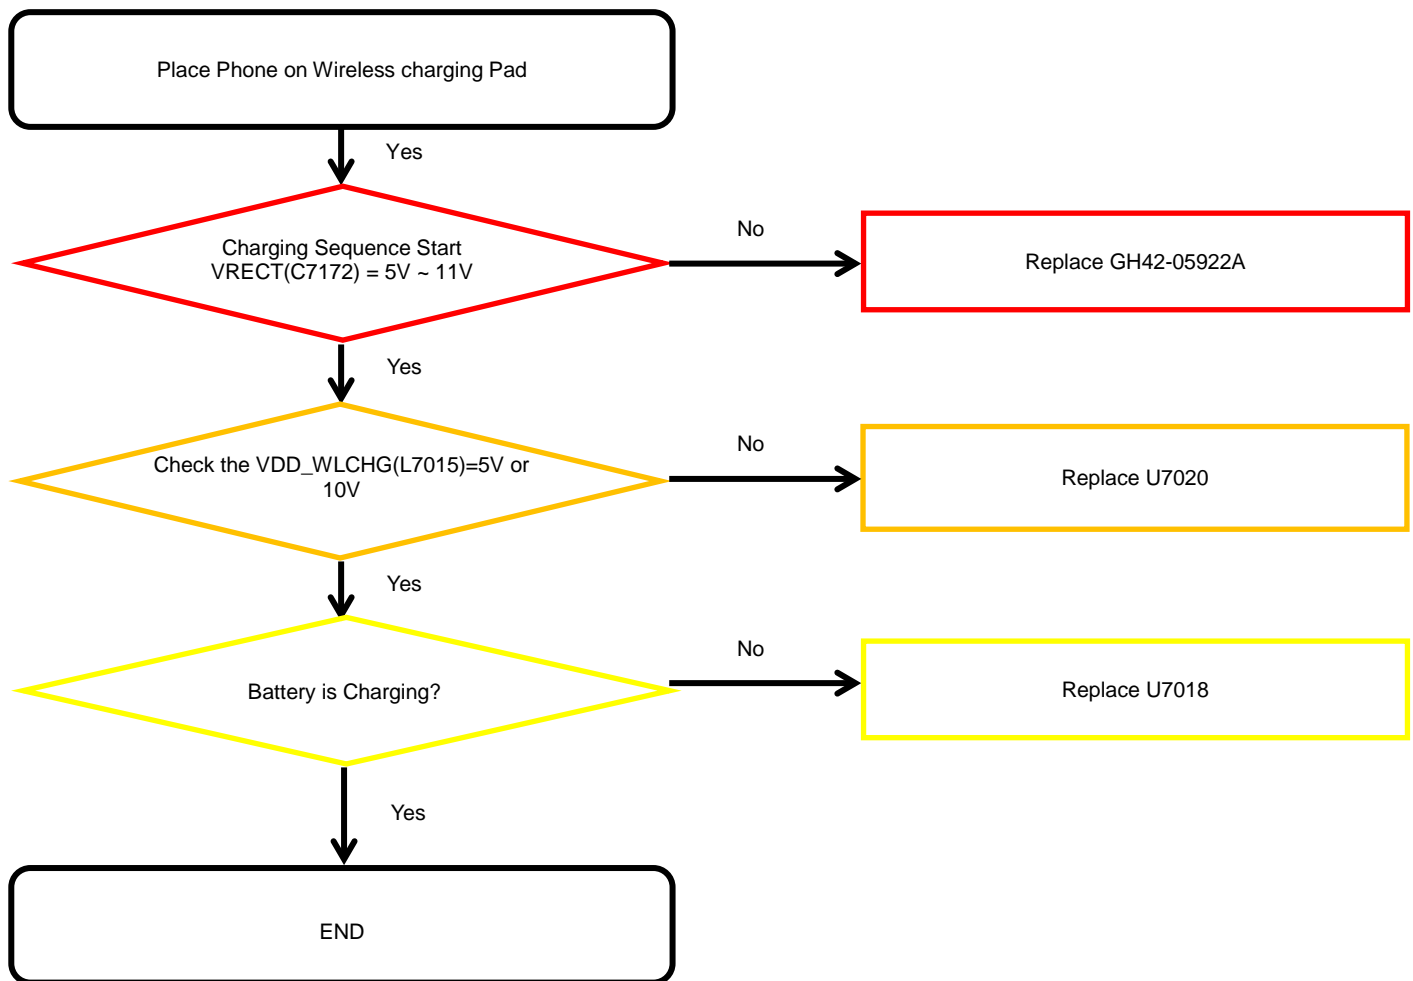 Place Phone on Wireless charging Pad
Yes
Charging Sequence Start
VRECT(C7172) = 5V ~ 11V
No
Replace GH42-05922A
Yes
Check the VDD_WLCHG(L7015)=5V or
10V
No
Replace U7020
Yes
Battery is Charging?
No
Replace U7018
Yes
END